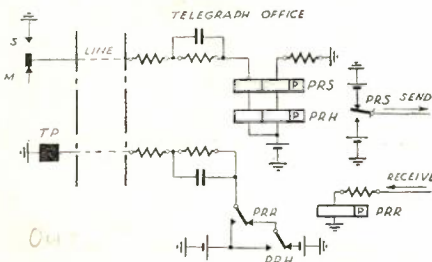 TELEGRAPH OFFICE
S
LINE
M
P
PRS
P
PRH
PRS SEND
TP
RECEIVE
P PRR
PRR
PRH